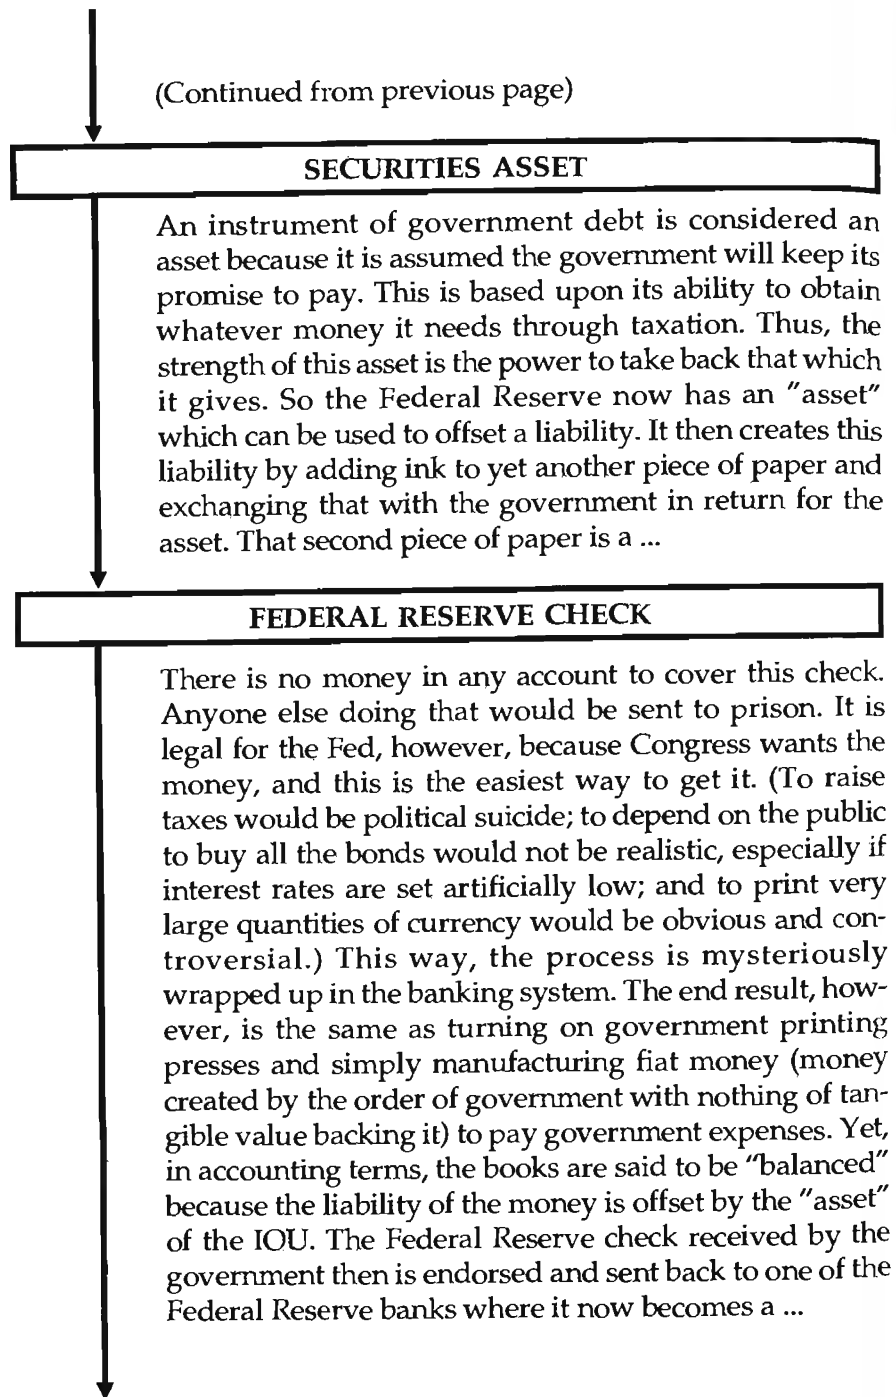 (Continued from previous page)
SECURITIES ASSET
An instrument of government debt is considered an
asset because it is assumed the government will keep its
promise to pay. This is based upon its ability to obtain
whatever money it needs through taxation. Thus, the
strength of this asset is the power to take back that which
it gives. So the Federal Reserve now has an "asset"
which can be used to offset a liability. It then creates this
liability by adding ink to yet another piece of paper and
exchanging that with the government in return for the
asset. That second piece of paper is a ...
FEDERAL RESERVE CHECK
There is no money in any account to cover this check.
Anyone else doing that would be sent to prison. It is
legal for the Fed, however, because Congress wants the
money, and this is the easiest way to get it. (To raise
taxes would be political suicide; to depend on the public
to buy all the bonds would not be realistic, especially if
interest rates are set artificially low; and to print very
large quantities of currency would be obvious and con-
troversial.) This way, the process is mysteriously
wrapped up in the banking system. The end result, how-
ever, is the same as turning on government printing
presses and simply manufacturing fiat money (money
created by the order of government with nothing of tan-
gible value backing it) to pay government expenses. Yet,
in accounting terms, the books are said to be "balanced"
because the liability of the money is offset by the "asset"
of the IOU. The Federal Reserve check received by the
government then is endorsed and sent back to one of the
Federal Reserve banks where it now becomes a ...